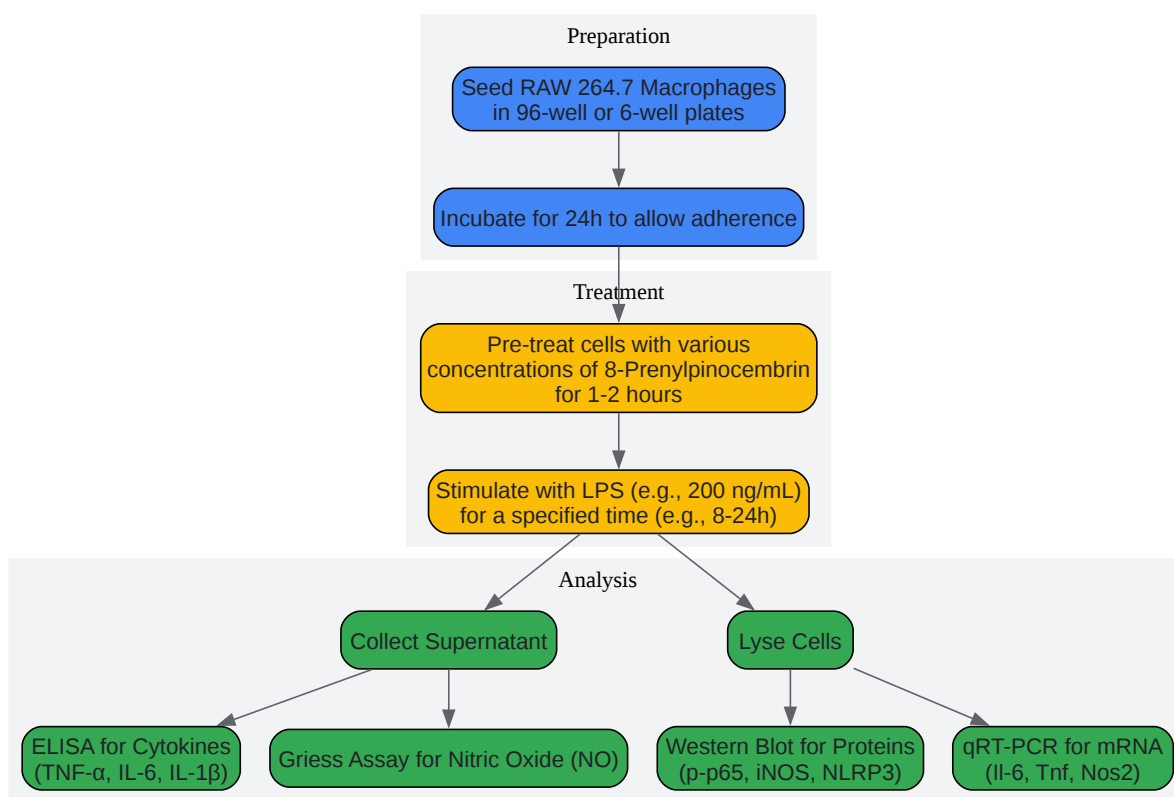 Preparation
Seed RAW 264.7 Macrophages
in 96-well or 6-well plates
Incubate for 24h to allow adherence
Treatment
Pre-treat cells with various
concentrations of 8-Prenylpinocembrin
for 1-2 hours
Stimulate with LPS (e.g., 200 ng/mL)
for a specified time (e.g., 8-24h)
Analysis
Collect Supernatant
Lyse Cells
ELISA for Cytokines
(TNF-α, IL-6, IL-1β)
Griess Assay for Nitric Oxide (NO)
Western Blot for Proteins
(p-p65, iNOS, NLRP3)
qRT-PCR for mRNA
(Il-6, Tnf, Nos2)